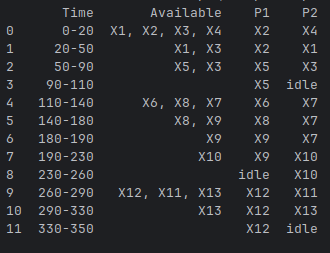 Time Available P1 P2
0 0-20 X1, X2, X3, X4 X2 X4
1 20-50 X1, X3 X2 X1
2 50-90 X5, X3 X5 X3
3 90-110 X5 idle
4 110-140 X6, X8, X7 X6 X7
5 140-180 X8, X9 X8 X7
6 180-190 X9 X9 X7
7 190-230 X10 X9 X10
8 230-260 idle X10
9 260-290 X12, X11, X13 X12 X11
10 290-330 X13 X12 X13
11 330-350 X12 idle